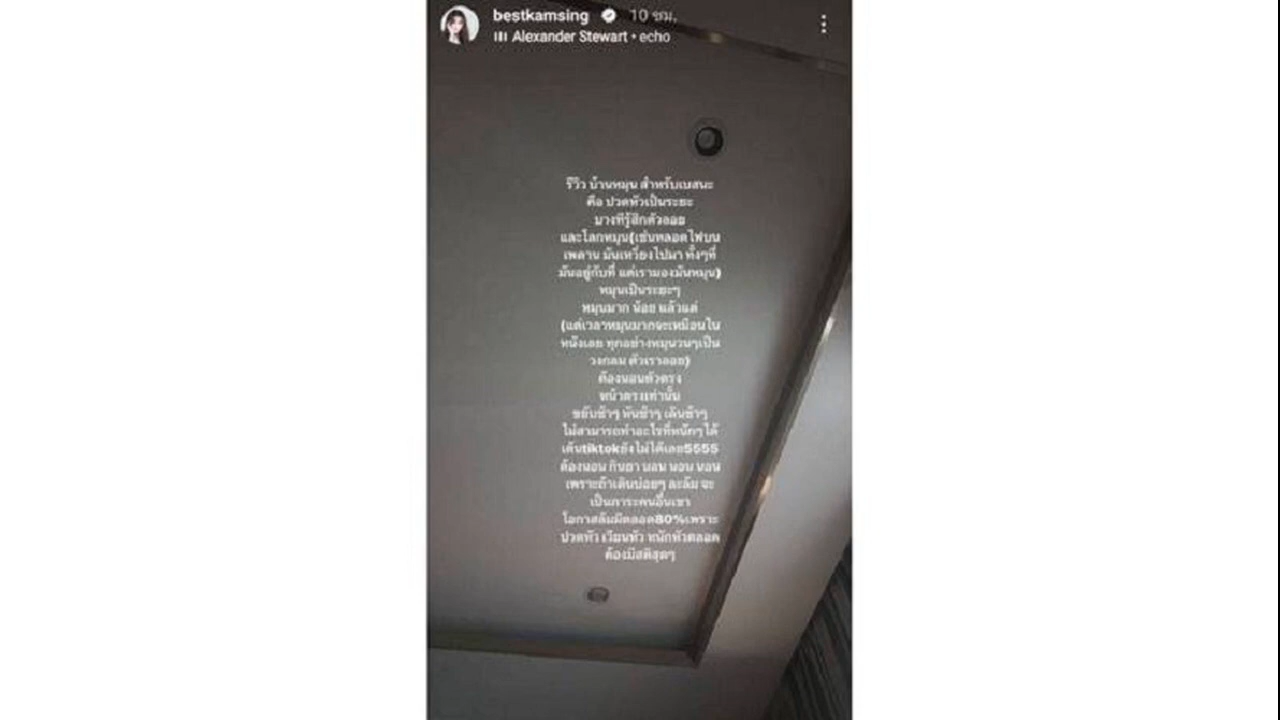 bestkamsing 10 ชม.
Alexander Stewart • echo
รีวิว บ้านหมุน สำหรับเบสนะ
คือ ปวดหัวเป็นระยะ
บางทีรู้สึกตัวลอย
และโลกหมุน(เช่นหลอดไฟบน
เพดาน มันเหวี่ยงไปมา ทั้งๆที่
มันอยู่กับที่ แต่เรามองมันหมุน)
หมุนเป็นระยะๆ
หมุนมาก น้อย แล้วแต่
(แต่เวลาหมุนมากจะเหมือนใน
หนังเลย ทุกอย่างหมุนวนๆเป็น
วงกลม ตัวเราลอย)
ต้องนอนตัวตรง
หน้าตรงเท่านั้น
ขยับช้าๆ หันช้าๆ เดินช้าๆ
ไม่สามารถทำอะไรที่หนักๆได้
เต้นtiktokยังไม่ได้เลย5555
ต้องนอน กินยา นอน นอน นอน
เพราะถ้าเดินบ่อยๆ ละล้ม จะ
เป็นภาระคนอื่นเขา
โอกาสล้มมีตลอด80%เพราะ
ปวดหัว เวียนหัว หนักหัวตลอด
ต้องมีสติสุดๆ